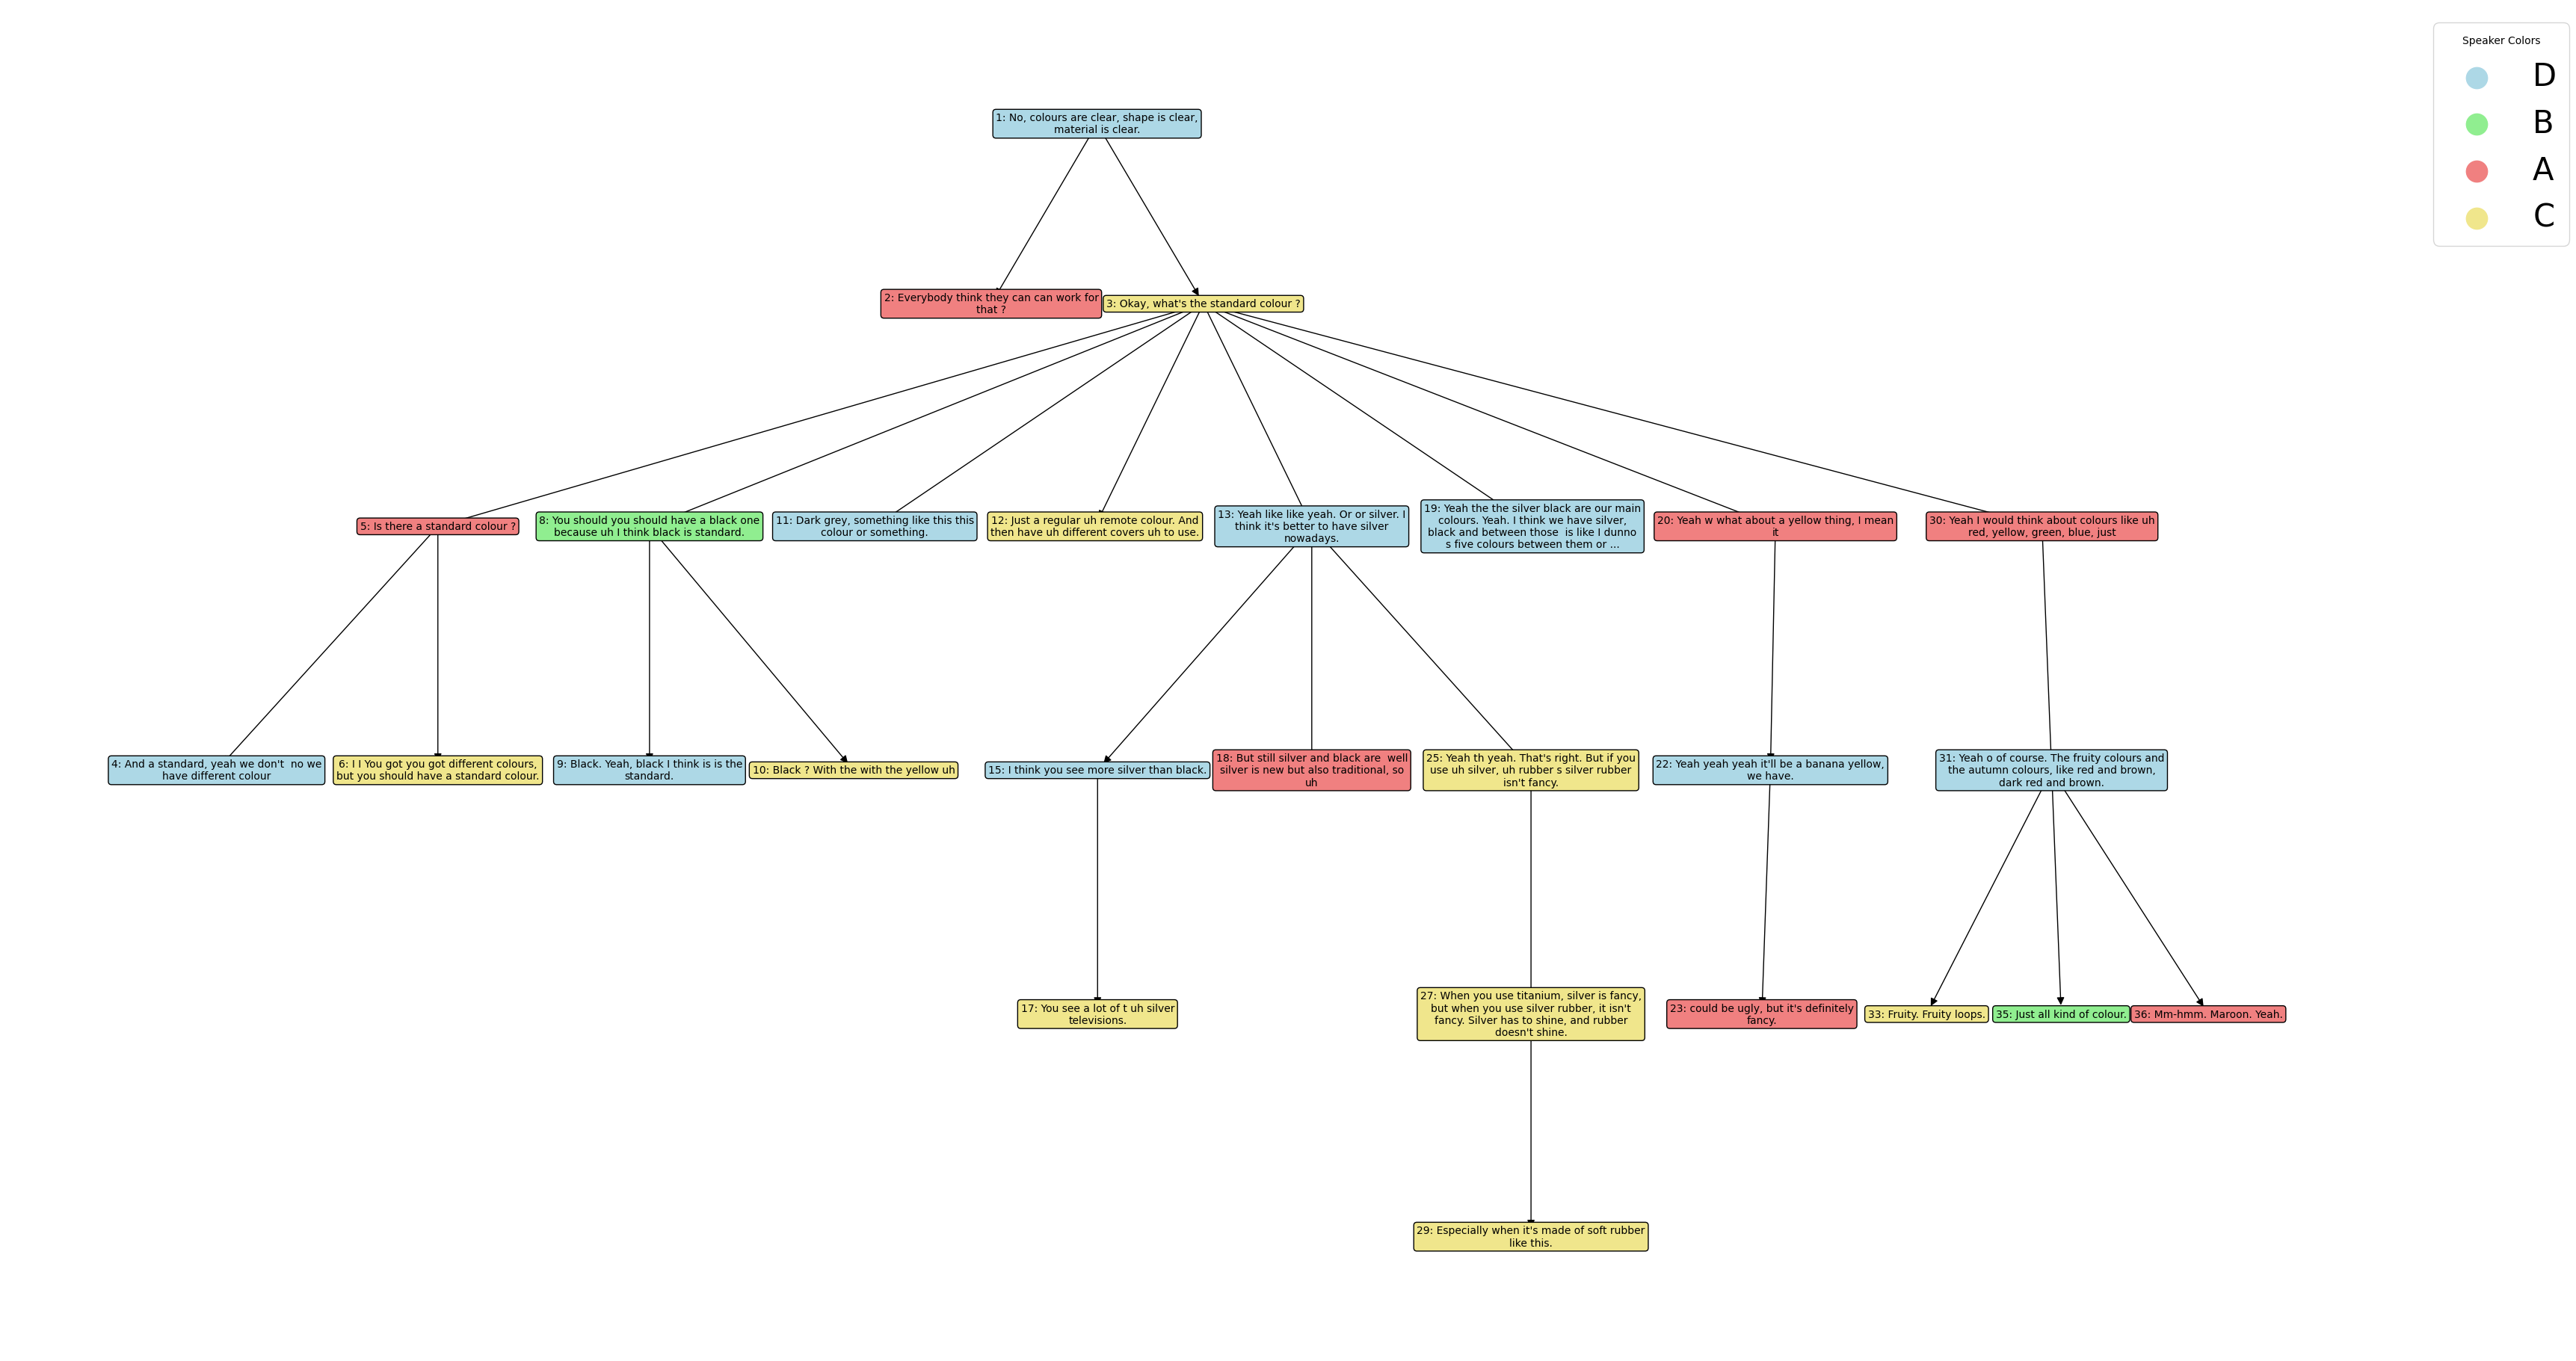 Speaker Colors
D
B
A
C
1: No, colours are clear, shape is clear,
material is clear.
2: Everybody think they can can work for
that ?
3: Okay, what's the standard colour ?
5: Is there a standard colour ?
8: You should you should have a black one
because uh I think black is standard.
11: Dark grey, something like this this
colour or something.
12: Just a regular uh remote colour. And
then have uh different covers uh to use.
13: Yeah like like yeah. Or or silver. I
think it's better to have silver
nowadays.
19: Yeah the the silver black are our main
colours. Yeah. I think we have silver,
black and between those  is like I dunno
s five colours between them or ...
20: Yeah w what about a yellow thing, I mean
it
30: Yeah I would think about colours like uh
red, yellow, green, blue, just
4: And a standard, yeah we don't  no we
have different colour
6: I I You got you got different colours,
but you should have a standard colour.
9: Black. Yeah, black I think is is the
standard.
10: Black ? With the with the yellow uh
15: I think you see more silver than black.
18: But still silver and black are  well
silver is new but also traditional, so
uh
25: Yeah th yeah. That's right. But if you
use uh silver, uh rubber s silver rubber
isn't fancy.
22: Yeah yeah yeah it'll be a banana yellow,
we have.
31: Yeah o of course. The fruity colours and
the autumn colours, like red and brown,
dark red and brown.
17: You see a lot of t uh silver
televisions.
27: When you use titanium, silver is fancy,
but when you use silver rubber, it isn't
fancy. Silver has to shine, and rubber
doesn't shine.
23: could be ugly, but it's definitely
fancy.
33: Fruity. Fruity loops.
35: Just all kind of colour.
36: Mm-hmm. Maroon. Yeah.
29: Especially when it's made of soft rubber
like this.